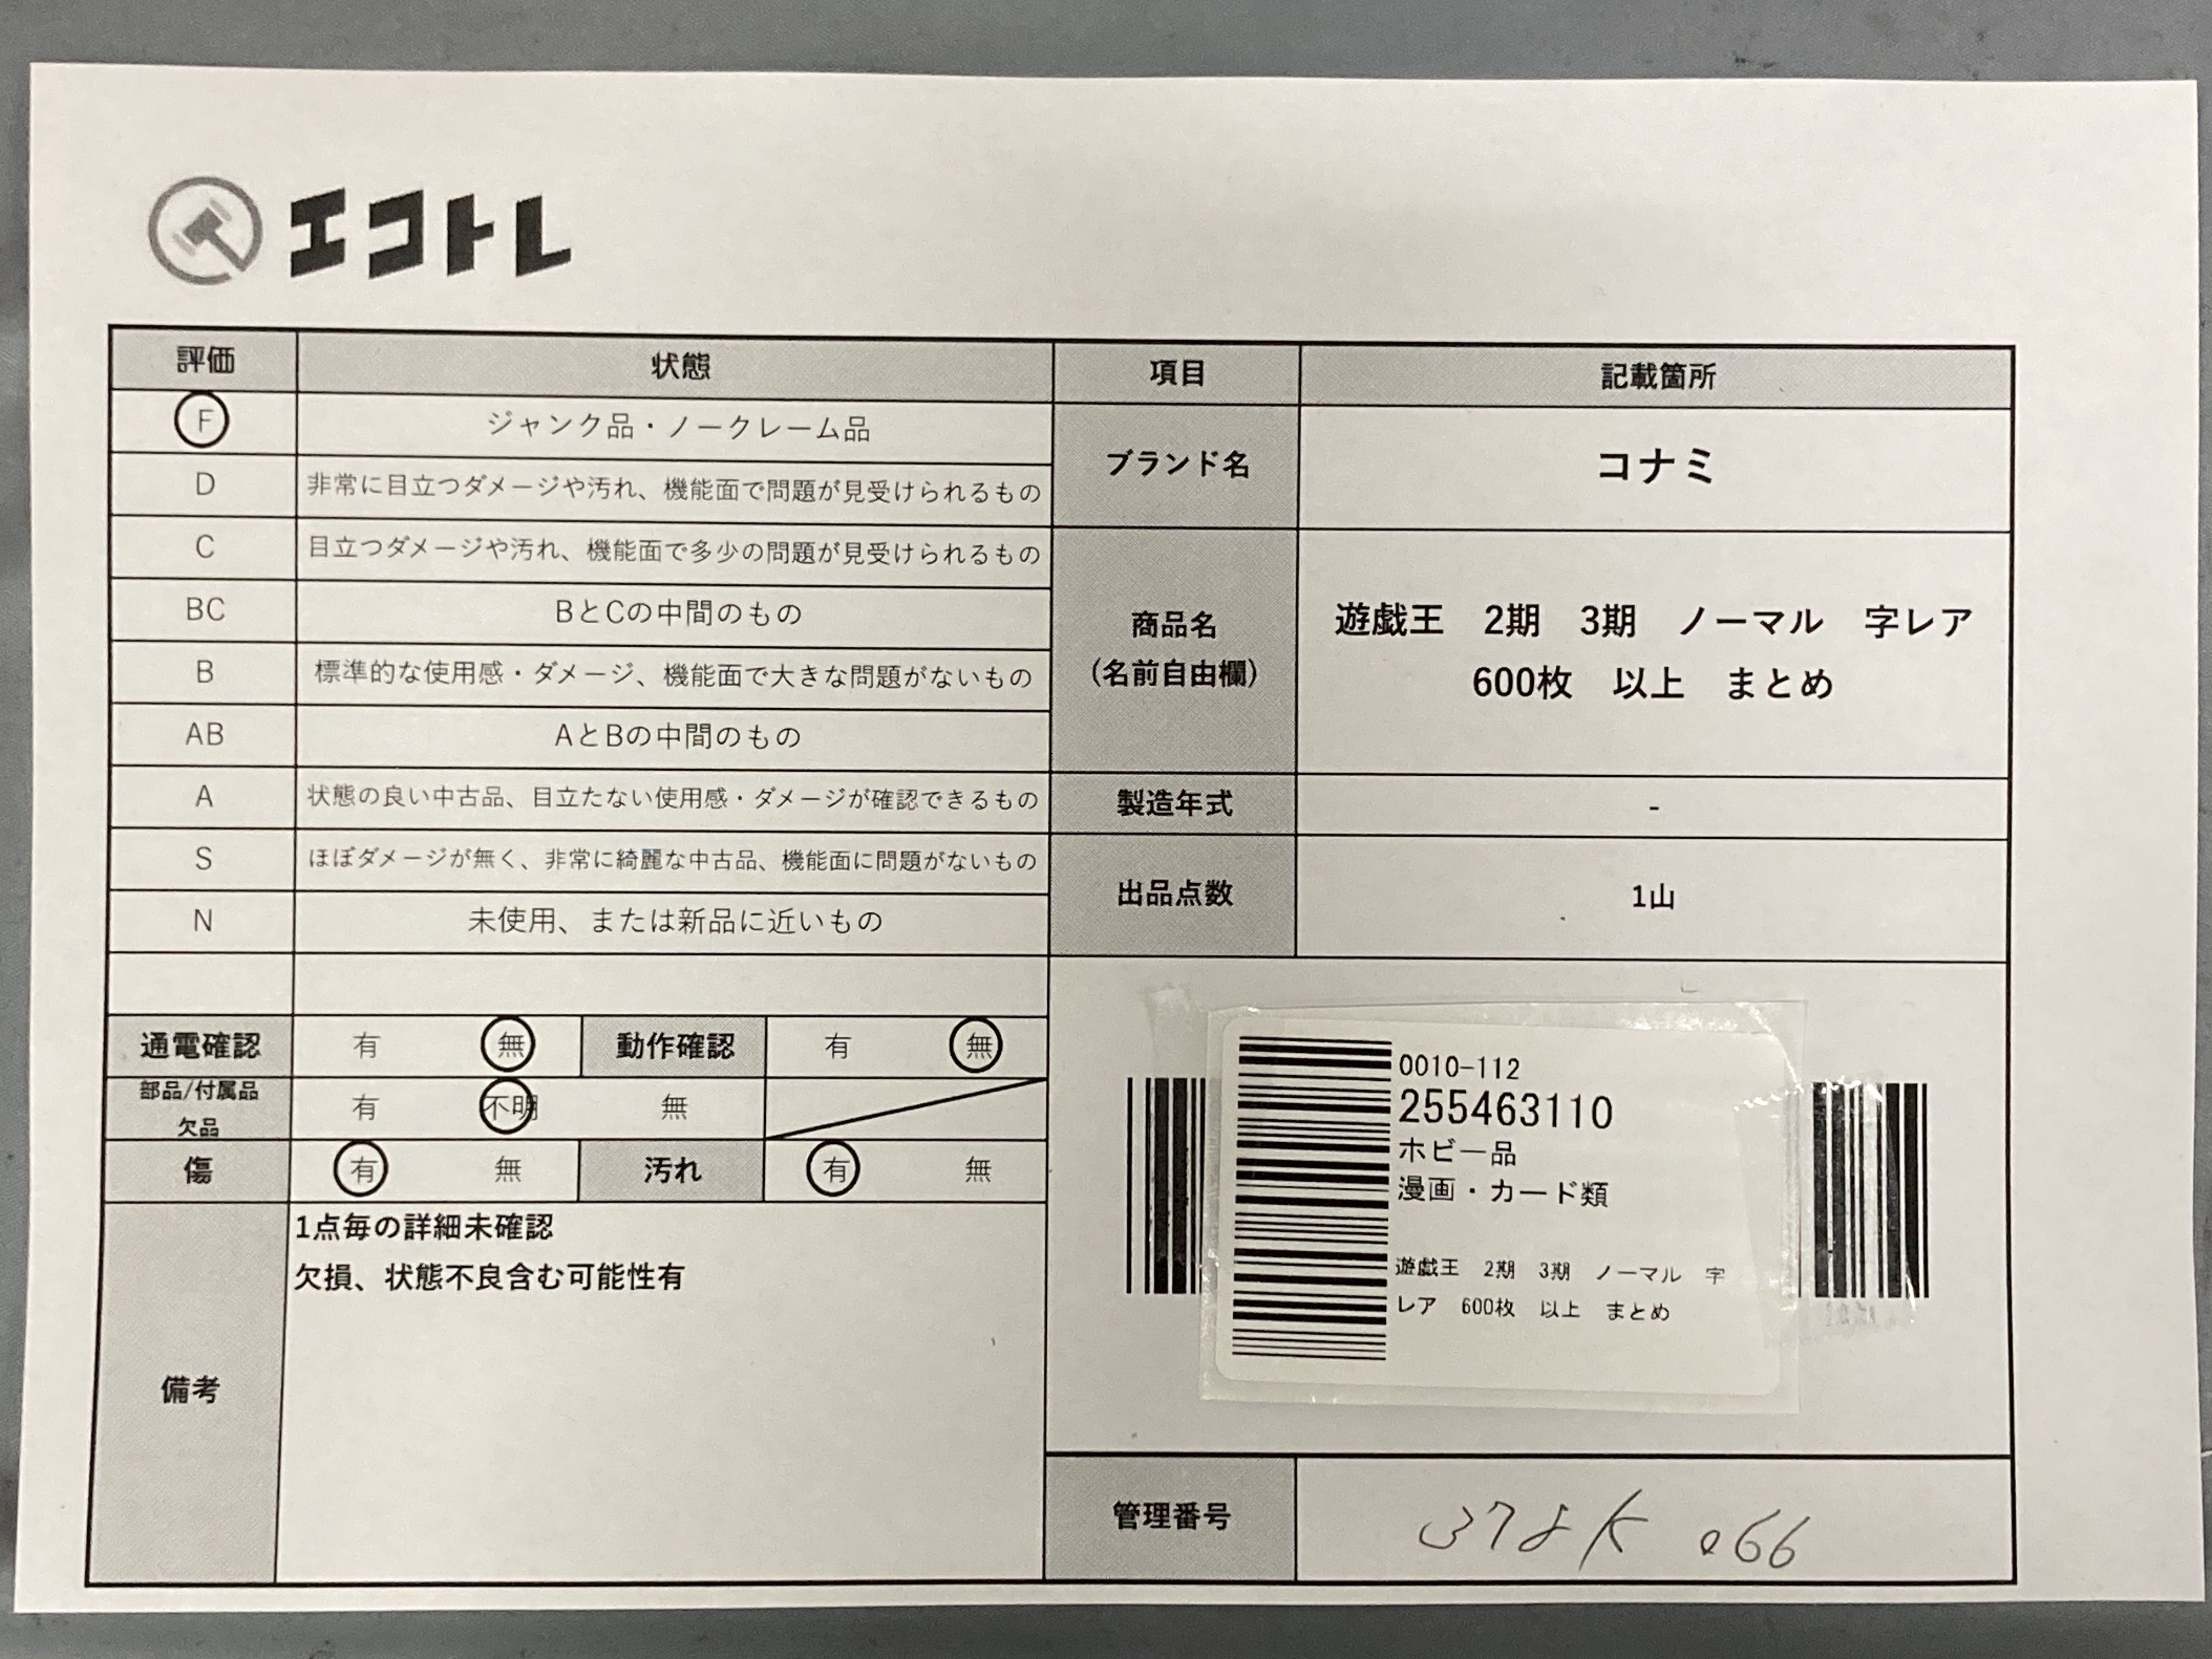 エコトレ
評価 状態 項目 記載箇所
F ジャンク品・ノークレーム品
D 非常に目立つダメージや汚れ、機能面で問題が見受けられるもの
C 目立つダメージや汚れ、機能面で多少の問題が見受けられるもの
BC BとCの中間のもの
B 標準的な使用感・ダメージ、機能面で大きな問題がないもの
AB AとBの中間のもの
A 状態の良い中古品、目立たない使用感・ダメージが確認できるもの
S ほぼダメージが無く、非常に綺麗な中古品、機能面に問題がないもの
N 未使用、または新品に近いもの
ブランド名 コナミ
商品名
(名前自由欄)
遊戯王 2期 3期 ノーマル 字レア
600枚 以上 まとめ
製造年式 -
出品点数 1山
通電確認 有 無 動作確認 有 無
部品/付属品
欠品
有 不明 無
傷 有 無 汚れ 有 無
備考
1点毎の詳細未確認
欠損、状態不良含む可能性有
0010-112
255463110
ホビー品
漫画・カード類
遊戯王 2期 3期 ノーマル 字
レア 600枚 以上 まとめ
管理番号 378K 066